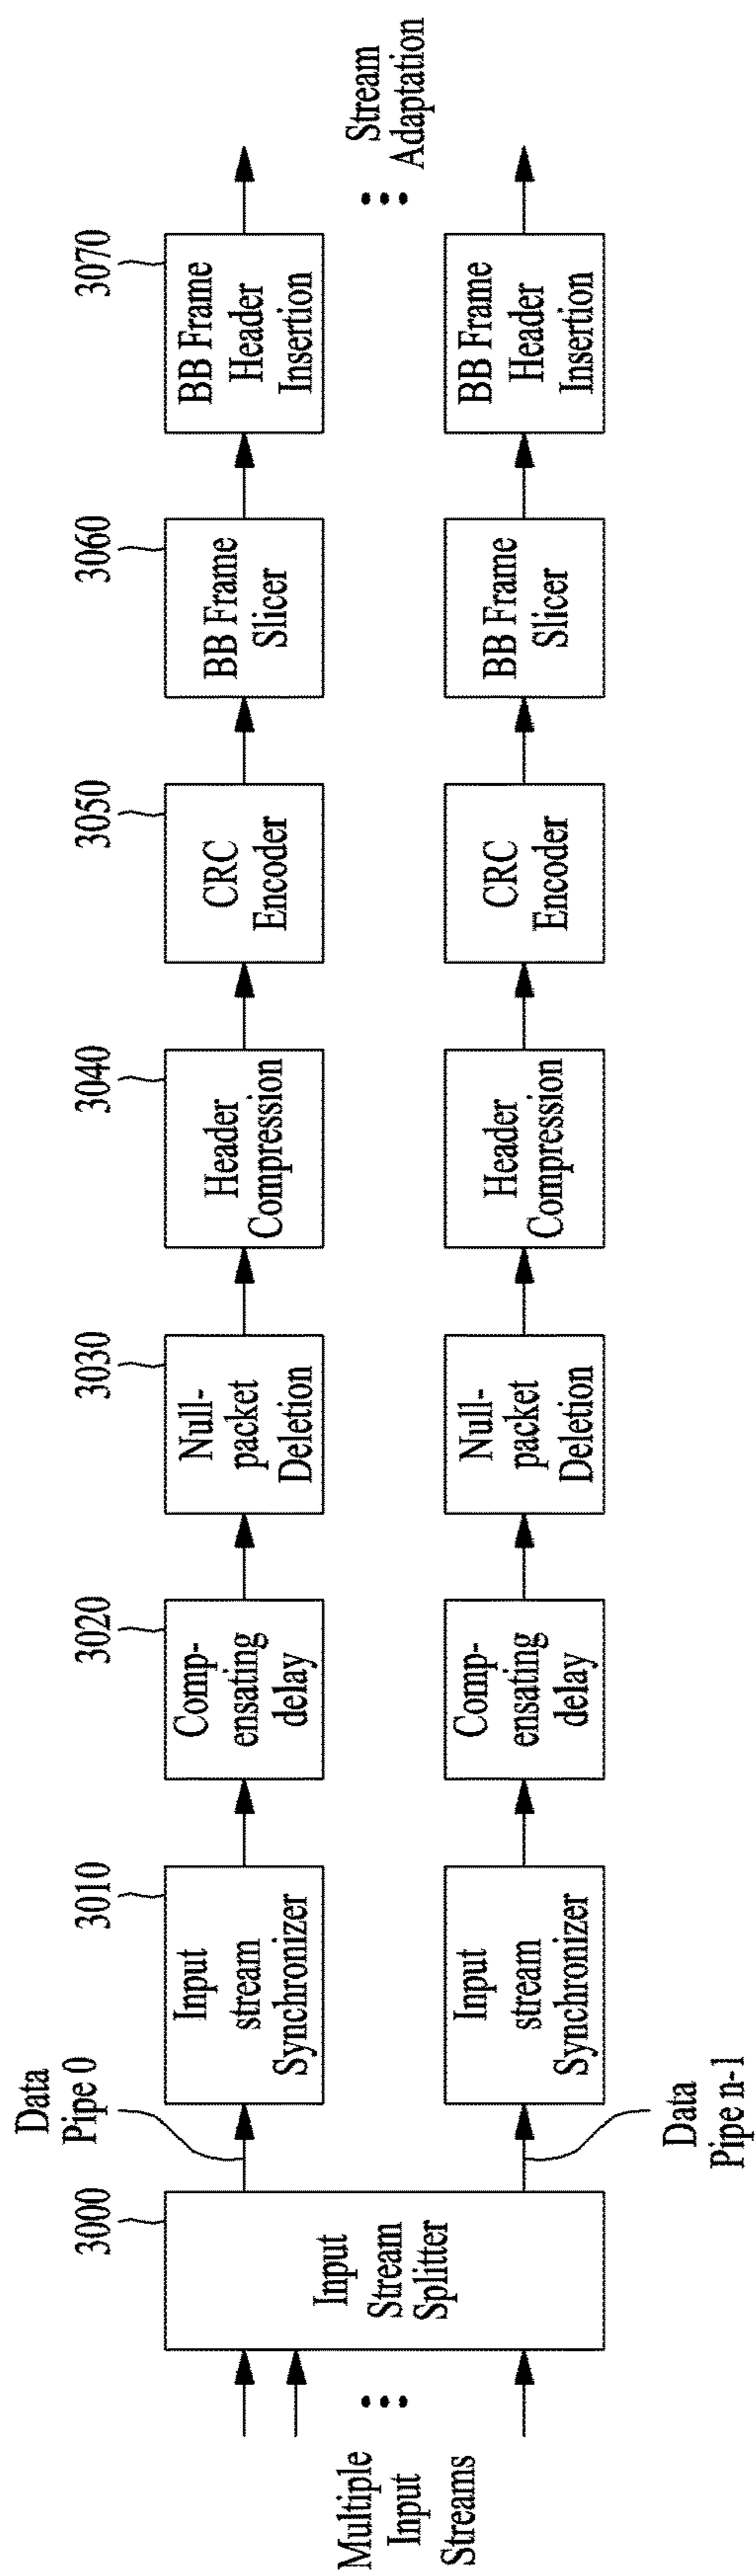 Multiple
Input
Streams
3000
Input
Stream
Splitter
Data
Pipe 0
3010
Input
stream
Synchronizer
3020
Comp-
ensating
delay
3030
Null-
packet
Deletion
3040
Header
Compression
3050
CRC
Encoder
3060
BB Frame
Slicer
3070
BB Frame
Header
Insertion
Stream
Adaptation
Data
Pipe n-1
Input
stream
Synchronizer
Comp-
ensating
delay
Null-
packet
Deletion
Header
Compression
CRC
Encoder
BB Frame
Slicer
BB Frame
Header
Insertion